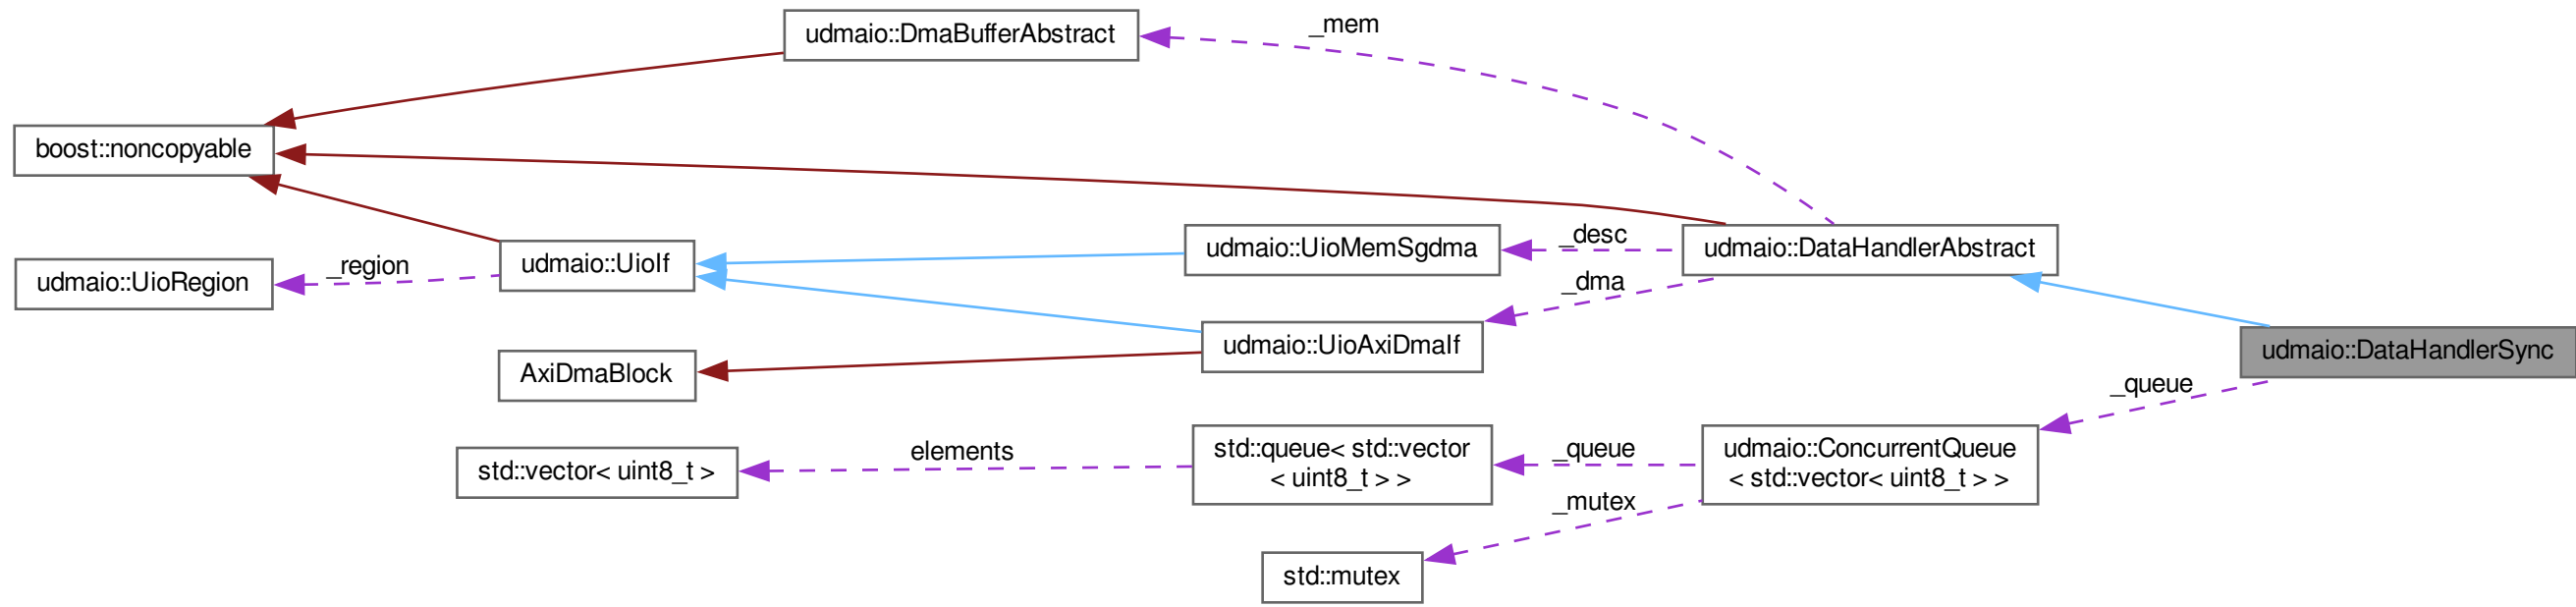 udmaio::DmaBufferAbstract
_mem
boost::noncopyable
udmaio::UioIf
_region
udmaio::UioRegion
udmaio::UioMemSgdma
_desc
udmaio::DataHandlerAbstract
_dma
udmaio::UioAxiDmaIf
AxiDmaBlock
udmaio::DataHandlerSync
_queue
std::vector< uint8_t >
elements
std::queue< std::vector
< uint8_t > >
_queue
udmaio::ConcurrentQueue
< std::vector< uint8_t > >
_mutex
std::mutex